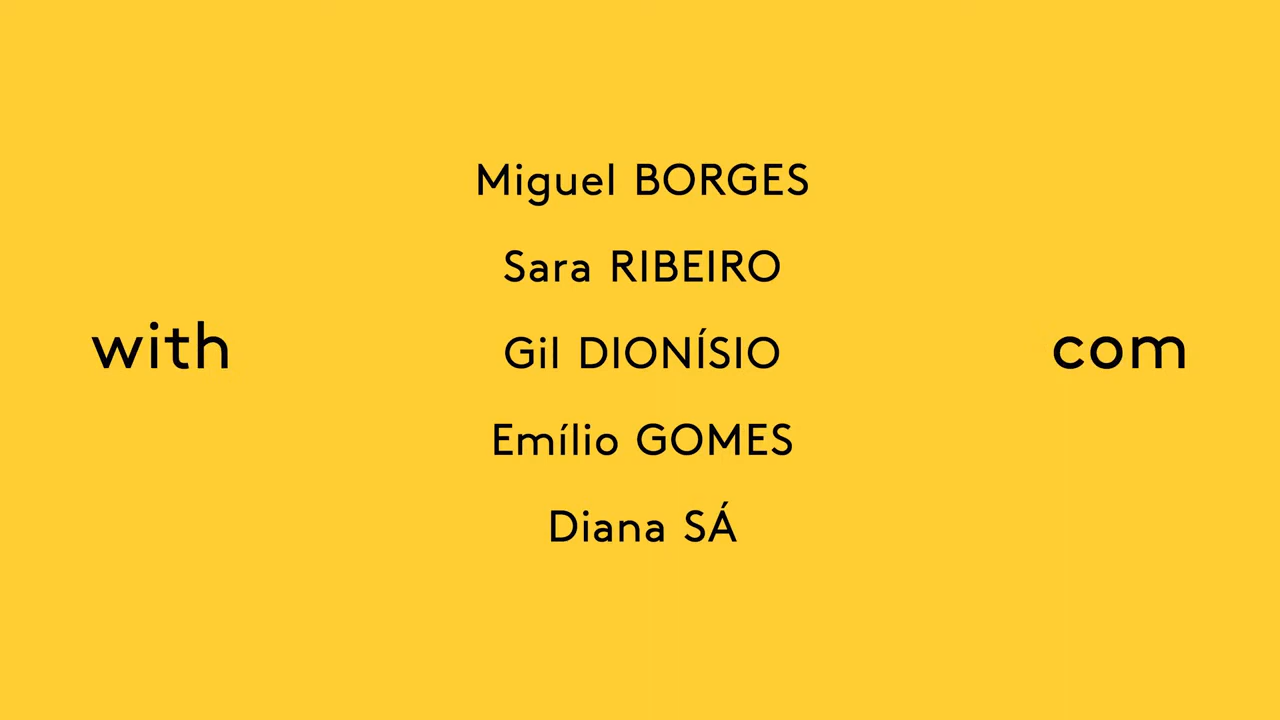 Miguel BORGES
Sara RIBEIRO
with Gil DIONÍSIO com
Emílio GOMES
Diana SÁ